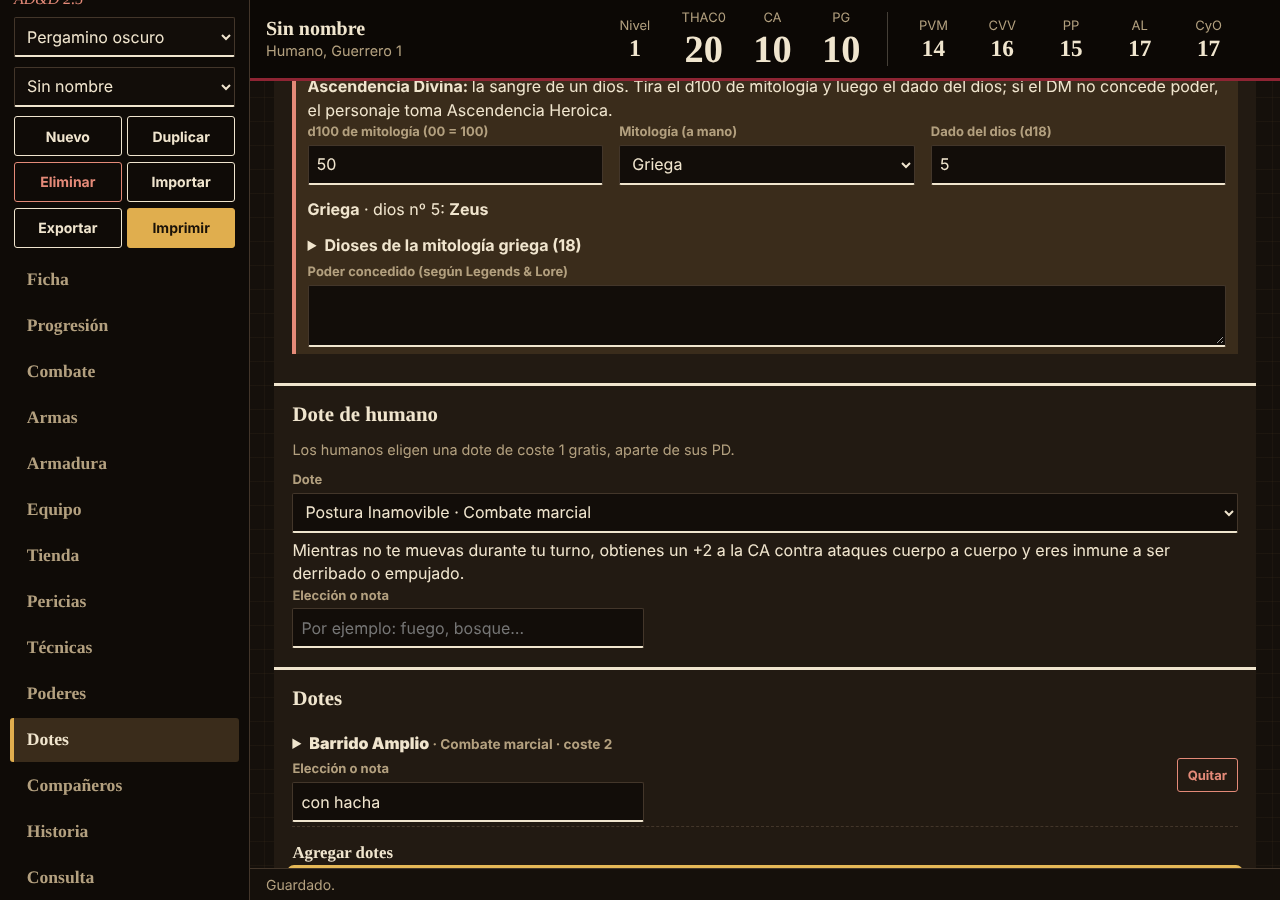 AD&D 2.5
Pergamino oscuro
Sin nombre
Nuevo
Duplicar
Eliminar
Importar
Exportar
Imprimir
Ficha
Progresión
Combate
Armas
Armadura
Equipo
Tienda
Pericias
Técnicas
Poderes
Dotes
Compañeros
Historia
Consulta
Sin nombre
Humano, Guerrero 1
Nivel
1
THAC0
20
CA
10
PG
10
PVM
14
CVV
16
PP
15
AL
17
CyO
17
Ascendencia Divina: la sangre de un dios. Tira el d100 de mitología y luego el dado del dios; si el DM no concede poder,
el personaje toma Ascendencia Heroica.
d100 de mitología (00 = 100)
Mitología (a mano)
Dado del dios (d18)
50
Griega
5
Griega · dios nº 5: Zeus
▶ Dioses de la mitología griega (18)
Poder concedido (según Legends & Lore)
Dote de humano
Los humanos eligen una dote de coste 1 gratis, aparte de sus PD.
Dote
Postura Inamovible · Combate marcial
Mientras no te muevas durante tu turno, obtienes un +2 a la CA contra ataques cuerpo a cuerpo y eres inmune a ser
derribado o empujado.
Elección o nota
Por ejemplo: fuego, bosque...
Dotes
▶ Barrido Amplio · Combate marcial · coste 2
Elección o nota
Quitar
con hacha
Agregar dotes
Guardado.